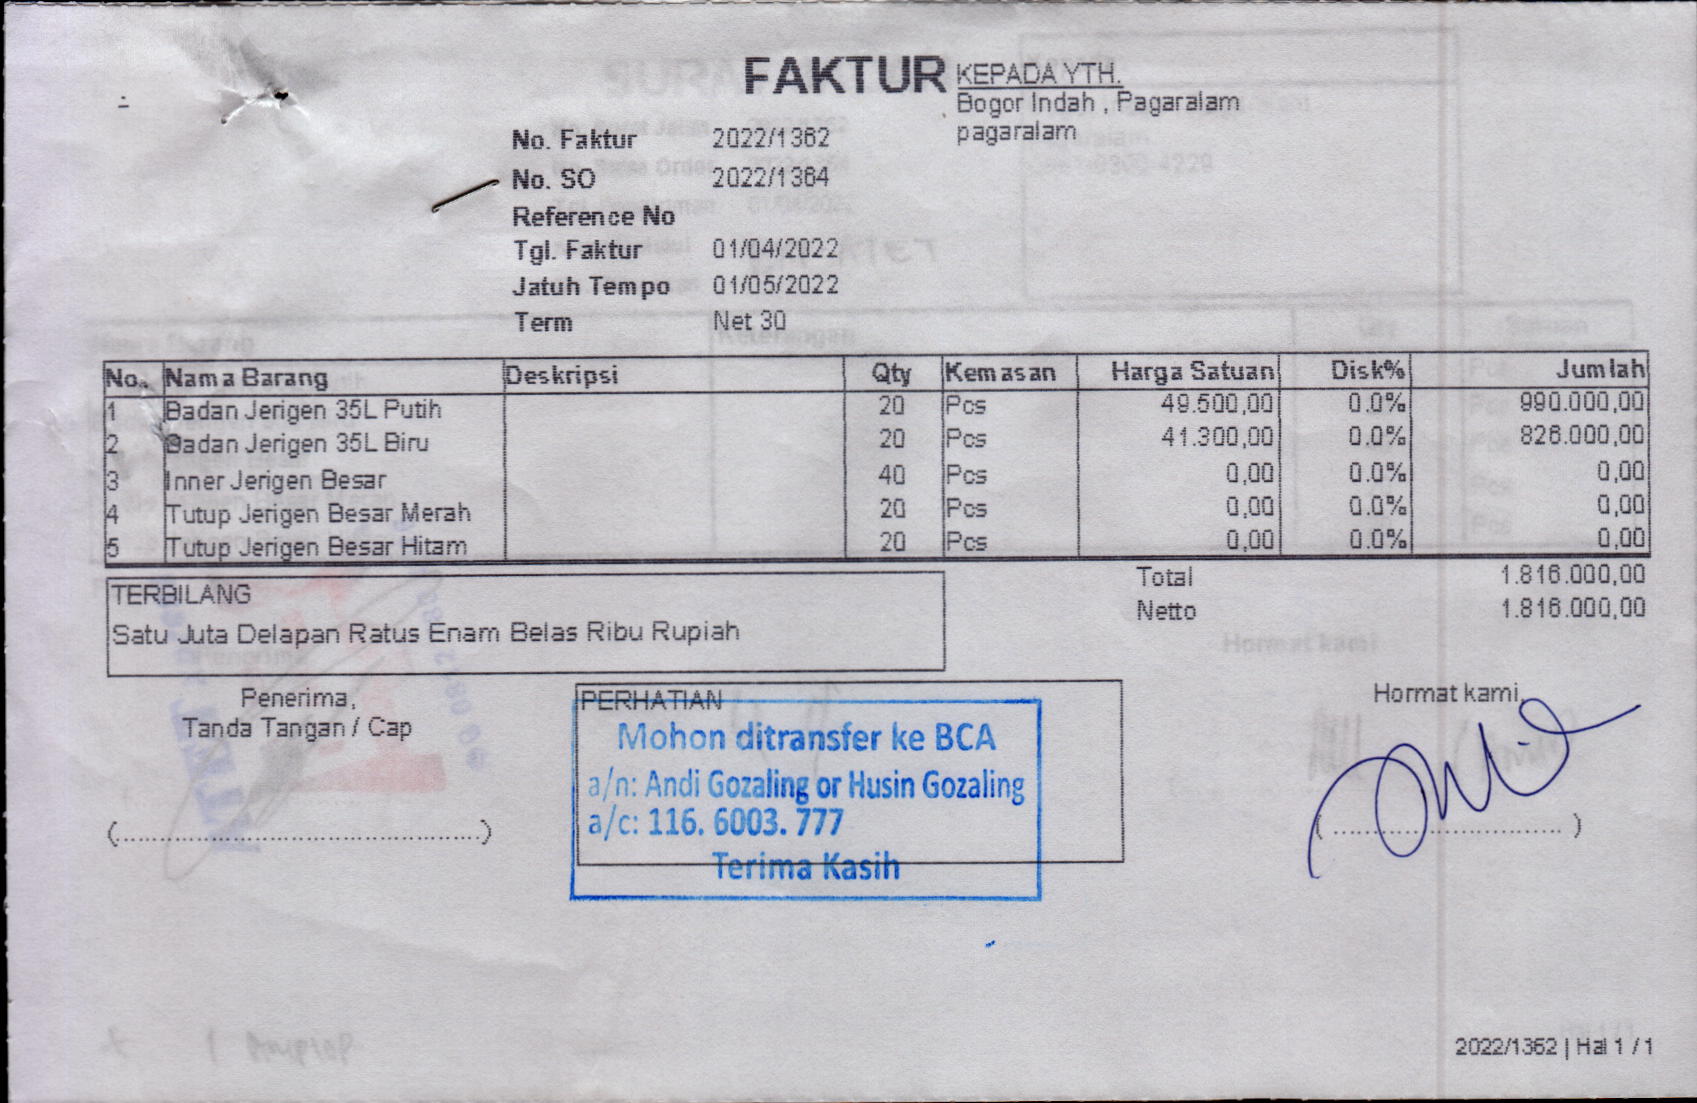 FAKTUR
KEPADA YTH.
Bogor Indah , Pagaralam
pagaralam
No. Faktur 2022/1362
No. SO 2022/1364
Reference No
Tgl. Faktur 01/04/2022
Jatuh Tempo 01/05/2022
Term Net 30
No. Nama Barang Deskripsi Qty Kemasan Harga Satuan Disk% Jumlah
1 Badan Jerigen 35L Putih 20 Pcs 49.500,00 0.0% 990.000,00
2 Badan Jerigen 35L Biru 20 Pcs 41.300,00 0.0% 826.000,00
3 Inner Jerigen Besar 40 Pcs 0,00 0.0% 0,00
4 Tutup Jerigen Besar Merah 20 Pcs 0,00 0.0% 0,00
5 Tutup Jerigen Besar Hitam 20 Pcs 0,00 0.0% 0,00
Total 1.816.000,00
Netto 1.816.000,00
TERBILANG
Satu Juta Delapan Ratus Enam Belas Ribu Rupiah
Penerima,
Tanda Tangan / Cap
(................................................)
PERHATIAN
Mohon ditransfer ke BCA
a/n: Andi Gozaling or Husin Gozaling
a/c: 116. 6003. 777
Terima Kasih
Hormat kami,
(..............................)
2022/1362 | Hal 1 / 1